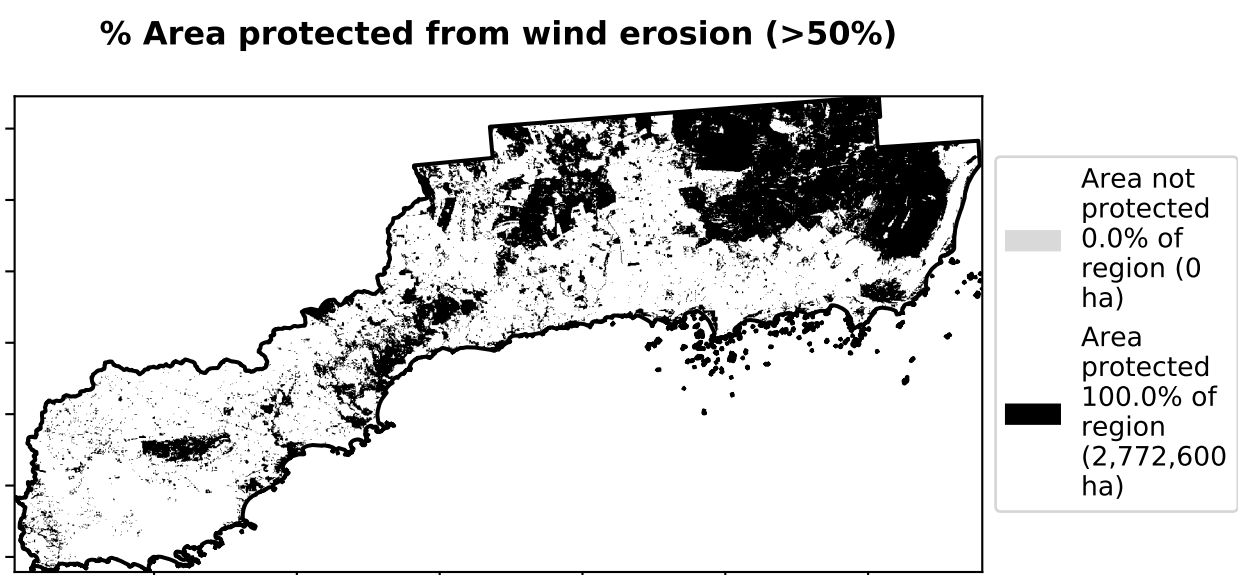 % Area protected from wind erosion (>50%)
Area not
protected
0.0% of
region (0
ha)
Area
protected
100.0% of
region
(2,772,600
ha)